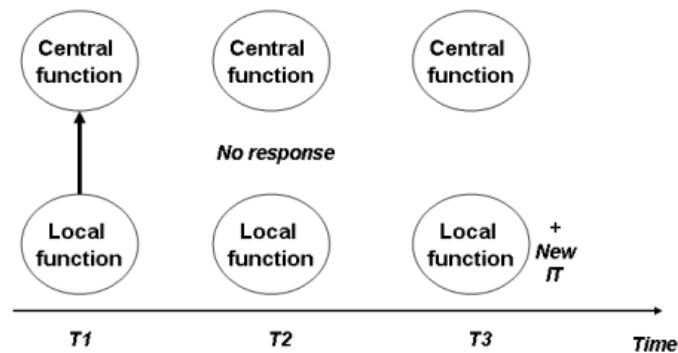 Central
function
Central
function
Central
function
No response
Local
function
Local
function
Local
function
+
New
IT
T1
T2
T3
Time